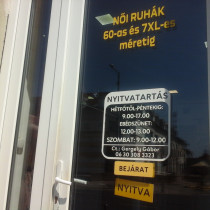 NŐI RUHÁK
60-as és 7XL-es
méretig
NYITVATARTÁS
HÉTFŐTŐL-PÉNTEKIG:
9.00-17.00
EBÉDSZÜNET:
12.00-13.00
SZOMBAT: 9.00-12.00
Cs.: Gergely Gábor
06 30 308 3323
BEJÁRAT
NYITVA